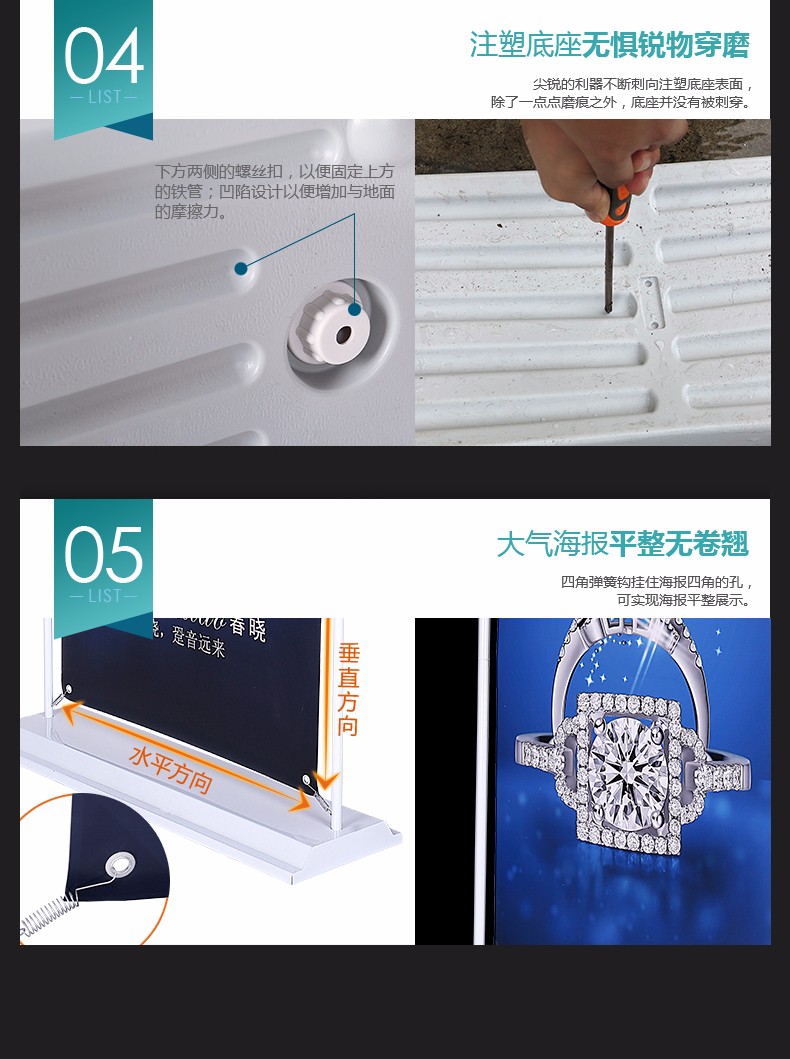 04
LIST
注塑底座无惧锐物穿磨
尖锐的利器不断刺向注塑底座表面，
除了一点点磨痕之外，底座并没有被刺穿。
下方两侧的螺丝扣，以便固定上方
的铁管；凹陷设计以便增加与地面
的摩擦力。
05
LIST
大气海报平整无卷翘
四角弹簧钩挂住海报四角的孔，
可实现海报平整展示。
春晓
跫音远来
垂直方向
水平方向